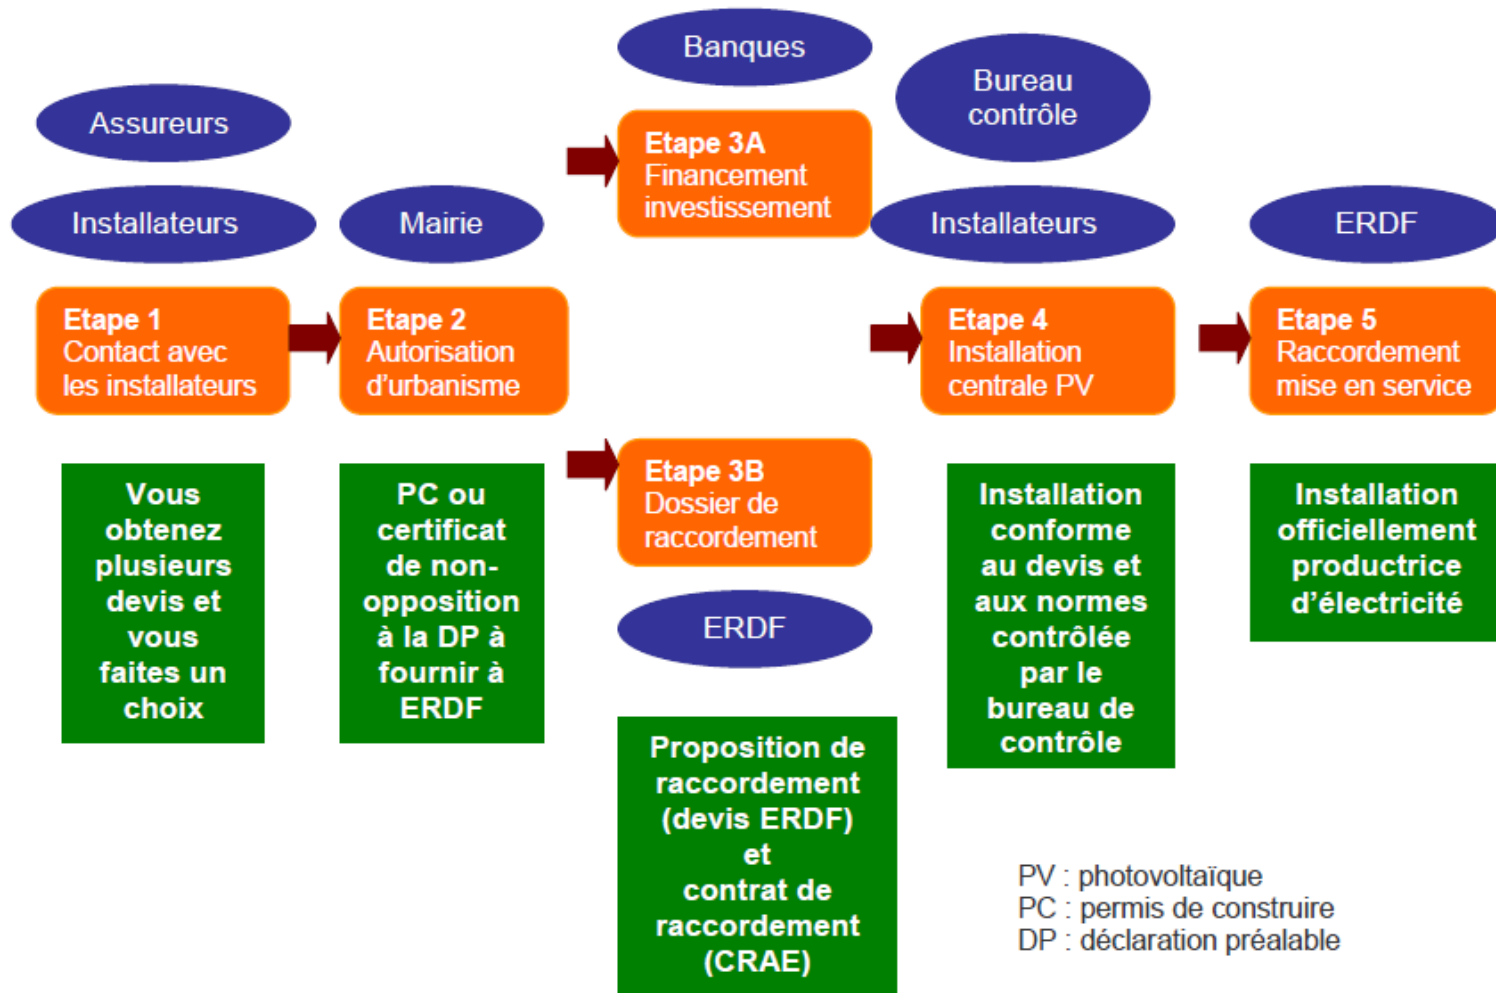 Banques
Bureau
contrôle
Assureurs
Etape 3A
Financement
investissement
Installateurs
Mairie
Installateurs
ERDF
Etape 1
Contact avec
les installateurs
Etape 2
Autorisation
d'urbanisme
Etape 4
Installation
centrale PV
Etape 5
Raccordement
mise en service
Etape 3B
Dossier de
raccordement
Vous
obtenez
plusieurs
devis et
vous
faites un
choix
PC ou
certificat
de non-
opposition
à la DP à
fournir à
ERDF
ERDF
Proposition de
raccordement
(devis ERDF)
et
contrat de
raccordement
(CRAE)
Installation
conforme
au devis et
aux normes
contrôlée
par le
bureau de
contrôle
Installation
officiellement
productrice
d'électricité
PV : photovoltaïque
PC : permis de construire
DP : déclaration préalable